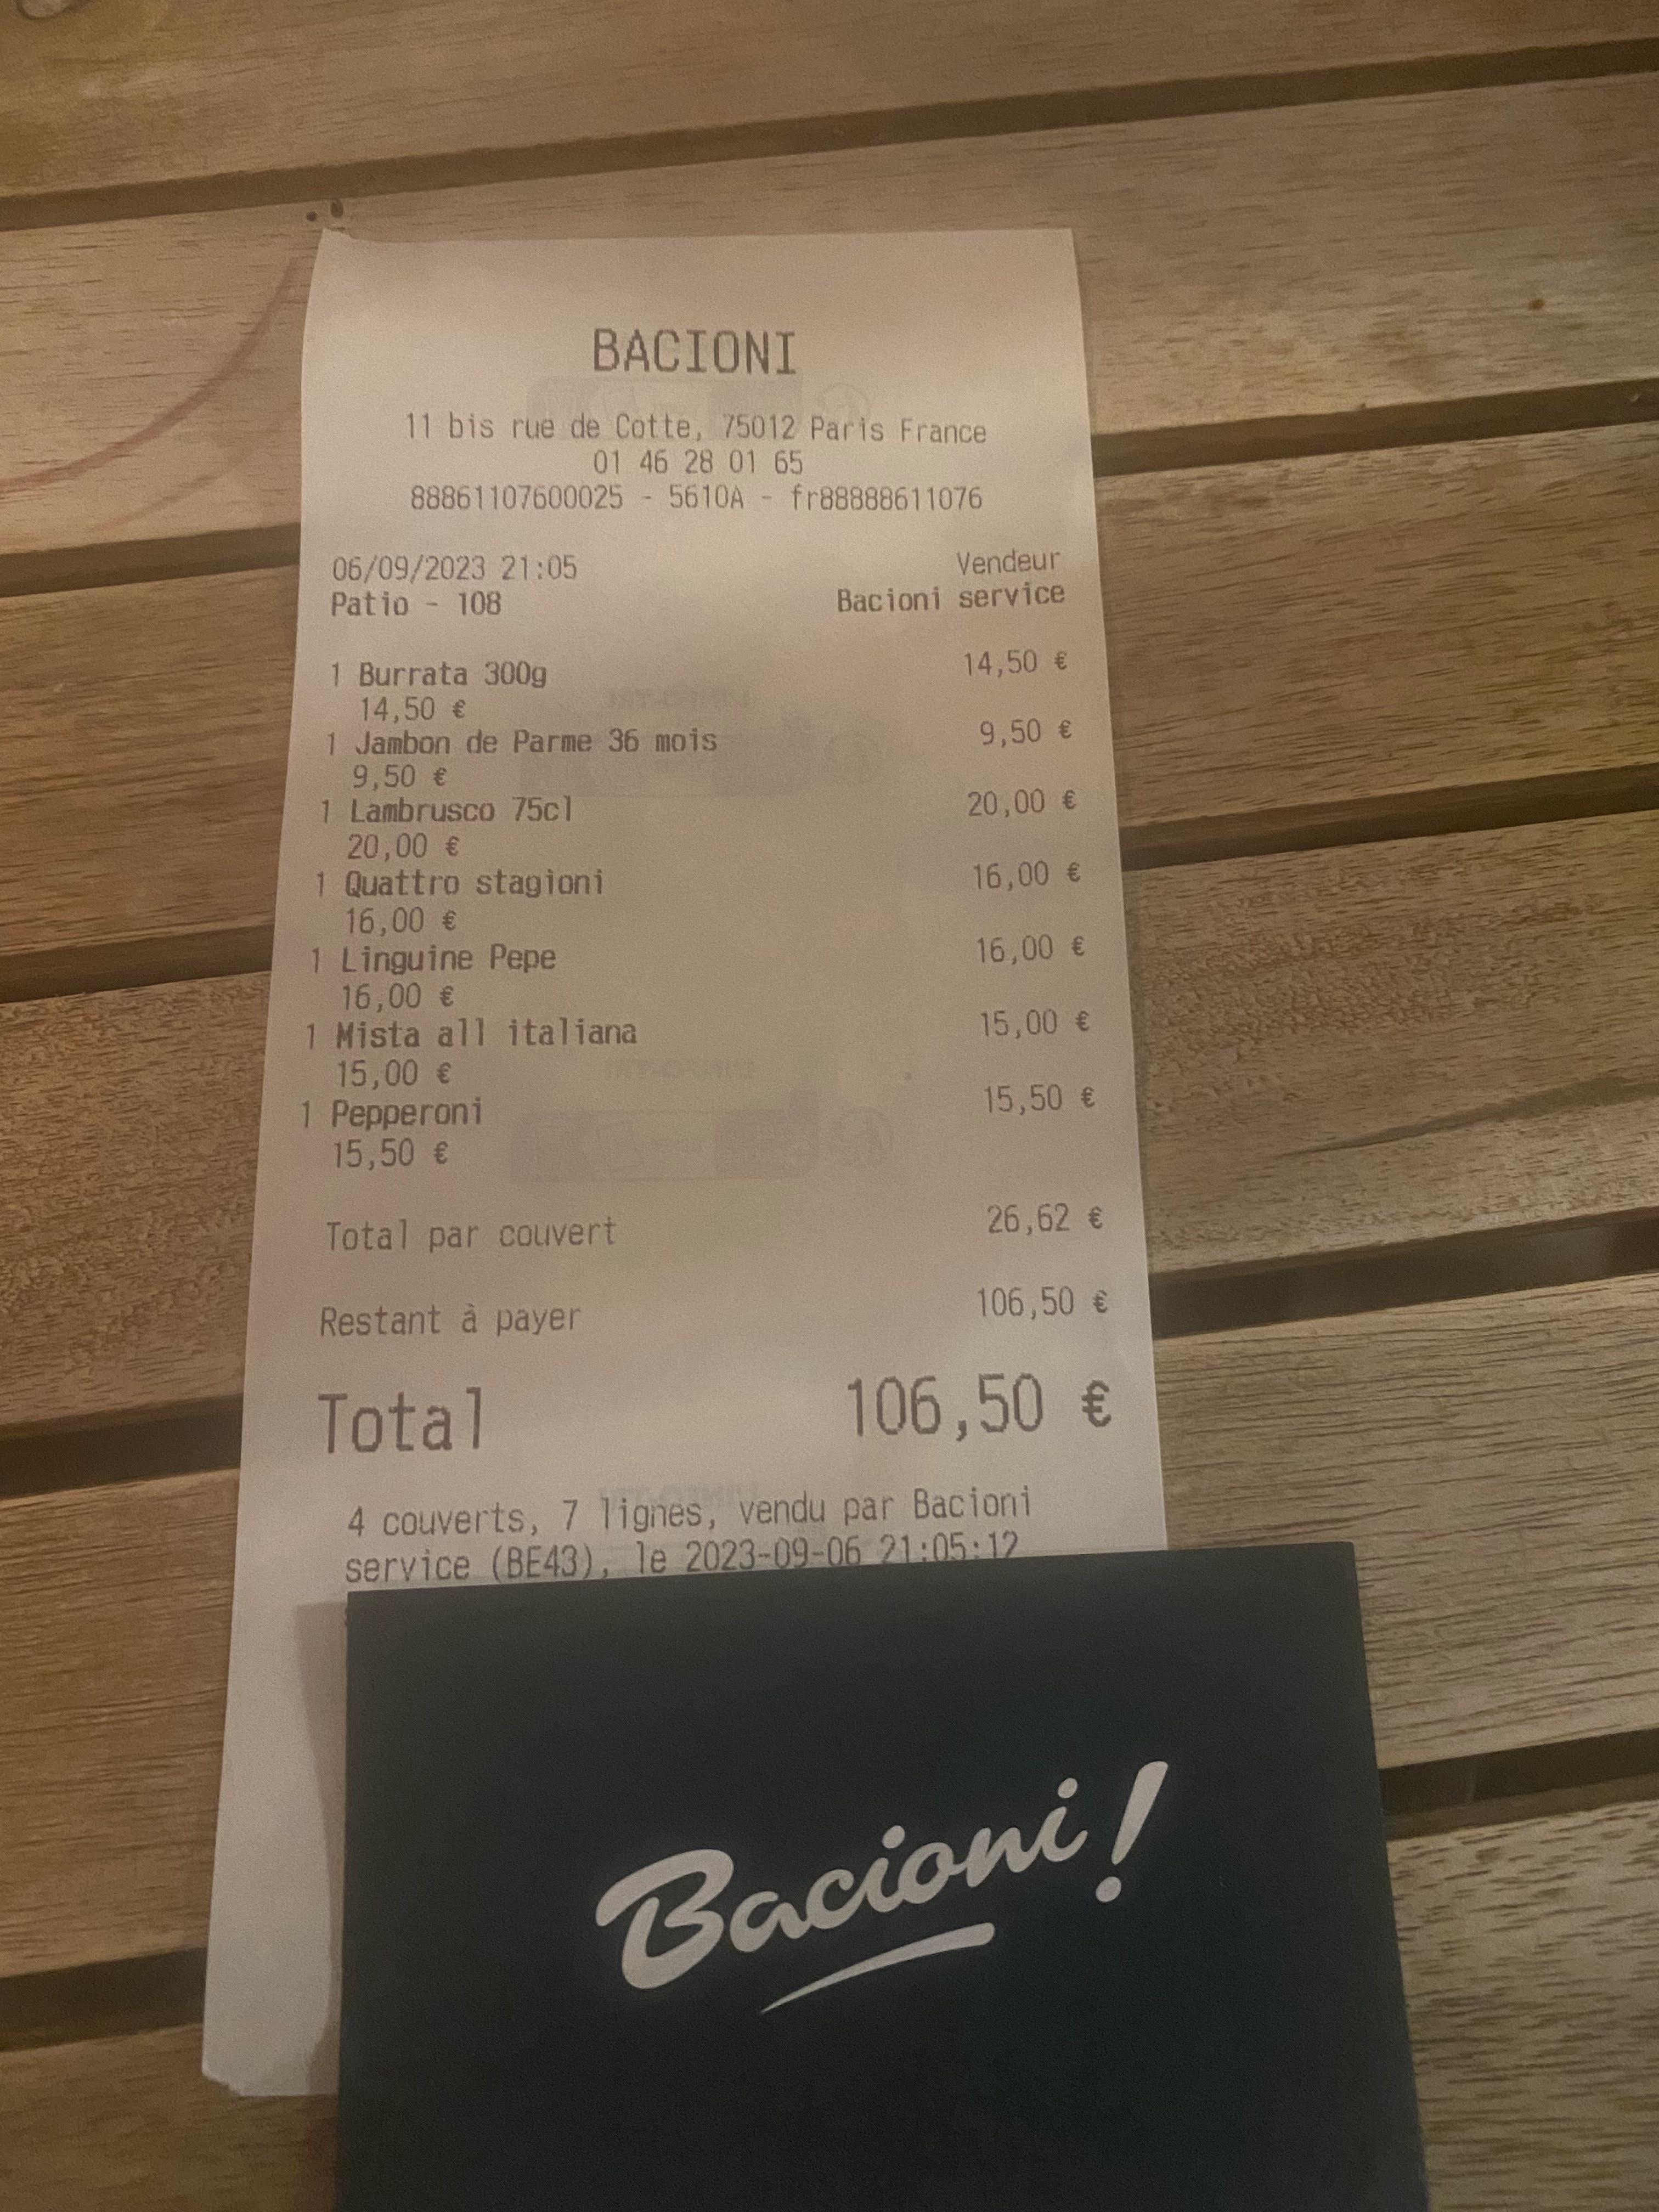 BACIONI
11 bis rue de Cotte, 75012 Paris France
01 46 28 01 65
88861107600025 - 5610A - fr88888611076
06/09/2023 21:05 Vendeur
Patio - 108 Bacioni service
1 Burrata 300g 14,50 €
14,50 €
1 Jambon de Parme 36 mois 9,50 €
9,50 €
1 Lambrusco 75cl 20,00 €
20,00 €
1 Quattro stagioni 16,00 €
16,00 €
1 Linguine Pepe 16,00 €
16,00 €
1 Mista all italiana 15,00 €
15,00 €
1 Pepperoni 15,50 €
15,50 €
Total par couvert 26,62 €
Restant à payer 106,50 €
Total 106,50 €
4 couverts, 7 lignes, vendu par Bacioni
service (BE43), le 2023-09-06 21:05:12
Bacioni!